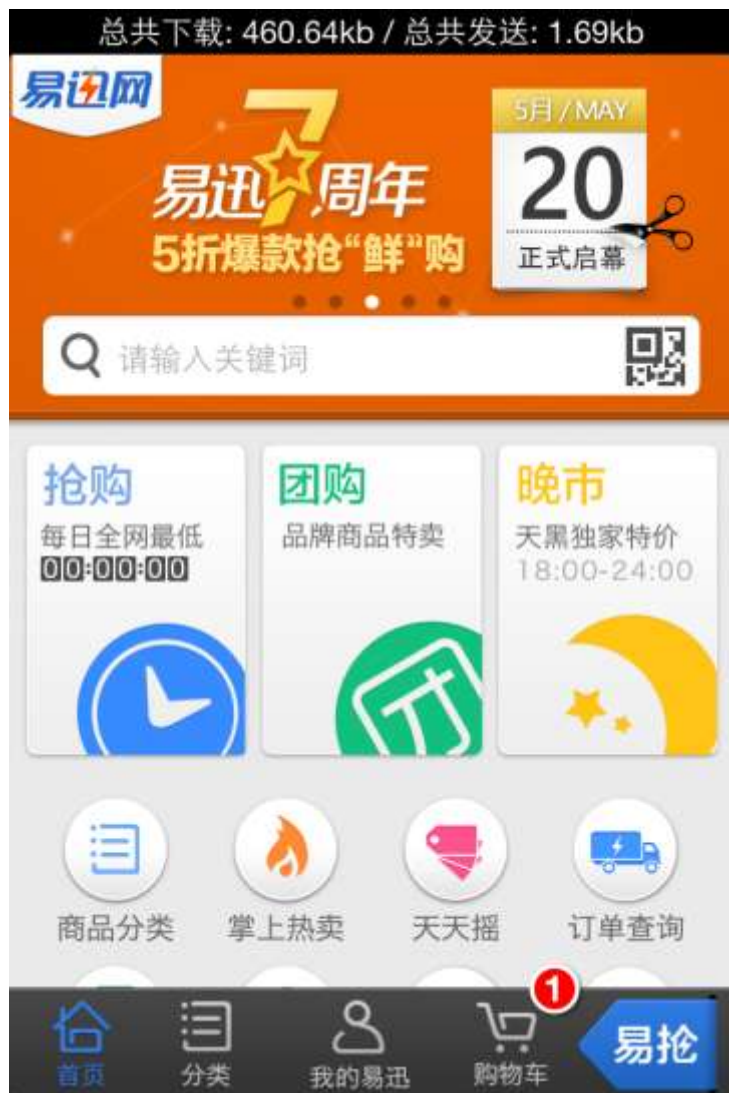 总共下载: 460.64kb / 总共发送: 1.69kb
易迅网
5月/MAY
20
正式启幕
易迅7周年
5折爆款抢“鲜”购
请输入关键词
抢购
每日全网最低
00:00:00
团购
品牌商品特卖
晚市
天黑独家特价
18:00-24:00
商品分类
掌上热卖
天天摇
订单查询
首页
分类
我的易迅
购物车
1
易抢